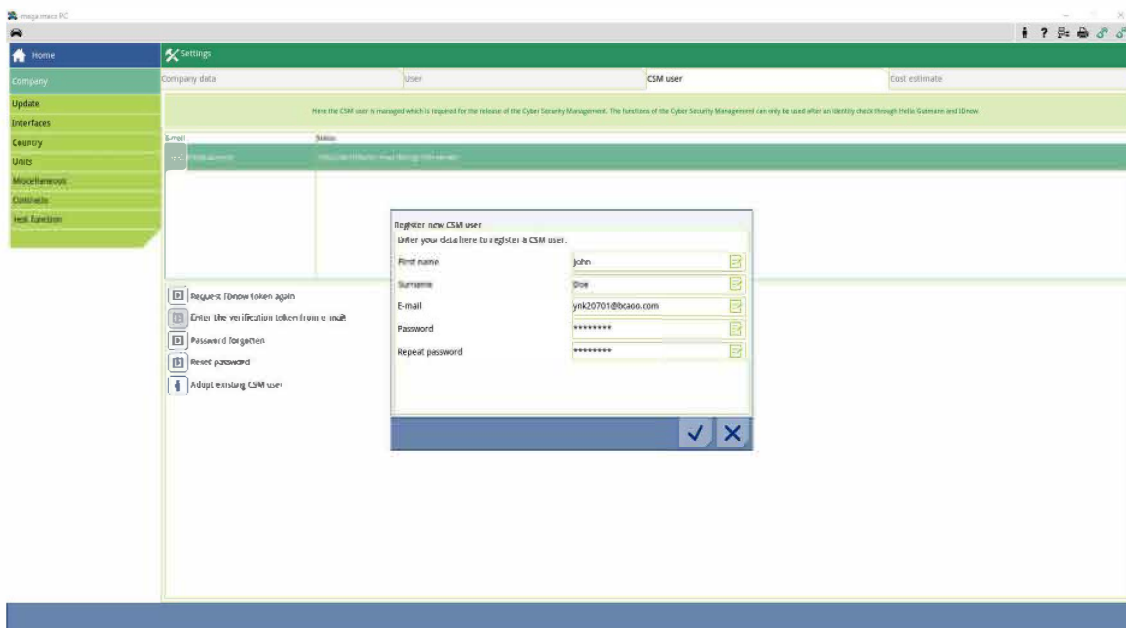 mega macs PC
Home
Settings
Company
Company data
User
CSM user
Cost estimate
Update
Here the CSM user is managed which is required for the release of the Cyber Security Management. The functions of the Cyber Security Management can only be used after an identity check through Hella Gutmann and IDnow.
Interfaces
Country
E-mail
Status
Units
Miscellaneous
Contracts
Test function
Register new CSM user
Enter your data here to register a CSM user.
First name
John
Surname
Doe
E-mail
ynk20701@bcaoo.com
Password
********
Repeat password
********
Request IDnow token again
Enter the verification token from e-mail
Password forgotten
Reset password
Adopt existing CSM user